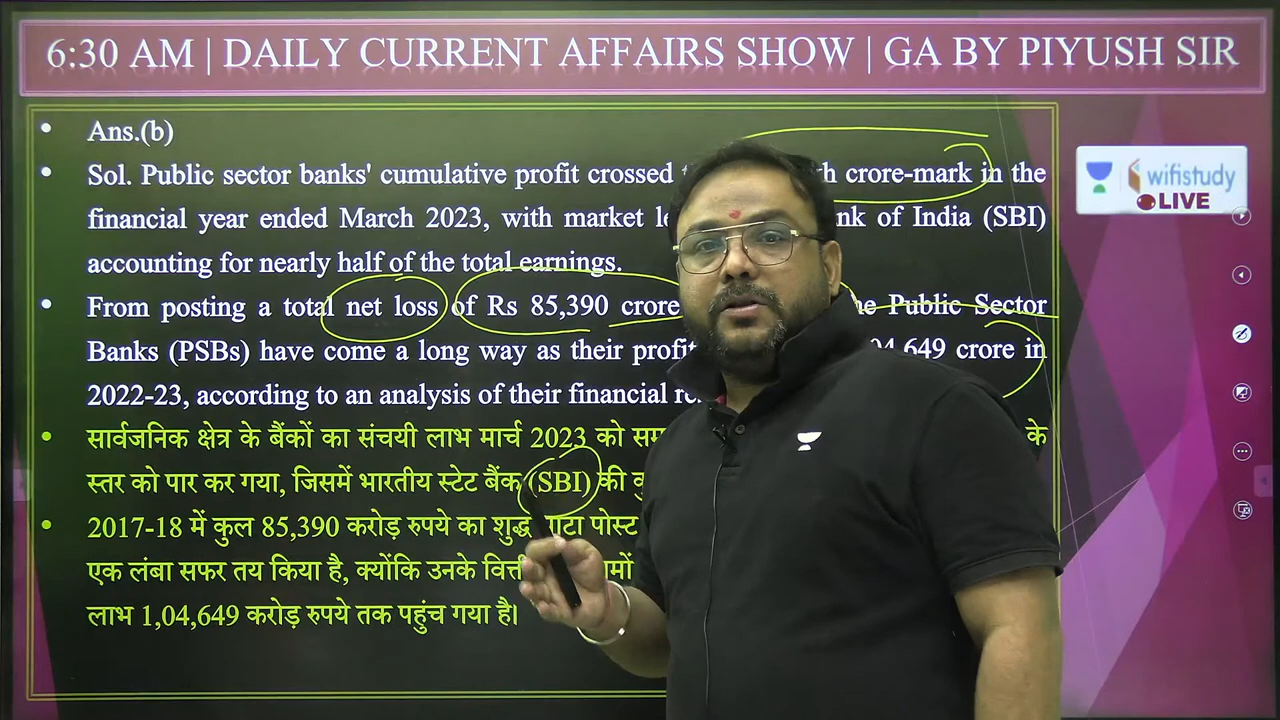 6:30 AM | DAILY CURRENT AFFAIRS SHOW | GA BY PIYUSH SIR
Ans.(b)
Sol. Public sector banks' cumulative profit crossed crore-mark in the
financial year ended March 2023, with market of India (SBI)
accounting for nearly half of the total earnings.
From posting a total net loss of Rs 85,390 crore Public Sector
Banks (PSBs) have come a long way as their crore in
2022-23, according to an analysis of their financial
सार्वजनिक क्षेत्र के बैंकों का संचयी लाभ मार्च 2023 को के
स्तर को पार कर गया, जिसमें भारतीय स्टेट बैंक (SBI) की
2017-18 में कुल 85,390 करोड़ रुपये का शुद्ध पोस्ट
एक लंबा सफर तय किया है, क्योंकि उनके
लाभ 1,04,649 करोड़ रुपये तक पहुंच गया है।
wifistudy
LIVE